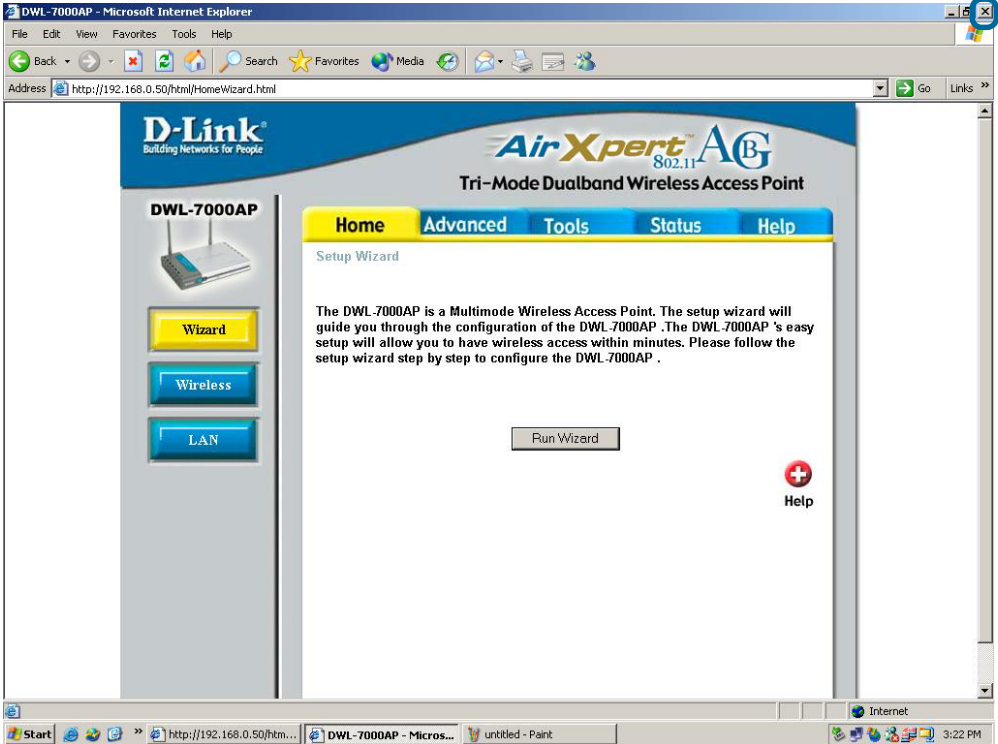 DWL-7000AP - Microsoft Internet Explorer
File Edit View Favorites Tools Help
Back Search Favorites Media
Address http://192.168.0.50/html/HomeWizard.html Go Links »
D-Link®
Building Networks for People
Air Xpert™ ABG
802.11
Tri-Mode Dualband Wireless Access Point
DWL-7000AP
Home Advanced Tools Status Help
Setup Wizard
The DWL-7000AP is a Multimode Wireless Access Point. The setup wizard will
guide you through the configuration of the DWL-7000AP .The DWL-7000AP 's easy
setup will allow you to have wireless access within minutes. Please follow the
setup wizard step by step to configure the DWL-7000AP .
Wizard
Wireless
LAN
Run Wizard
Help
Internet
Start » http://192.168.0.50/htm... DWL-7000AP - Micros... untitled - Paint 3:22 PM